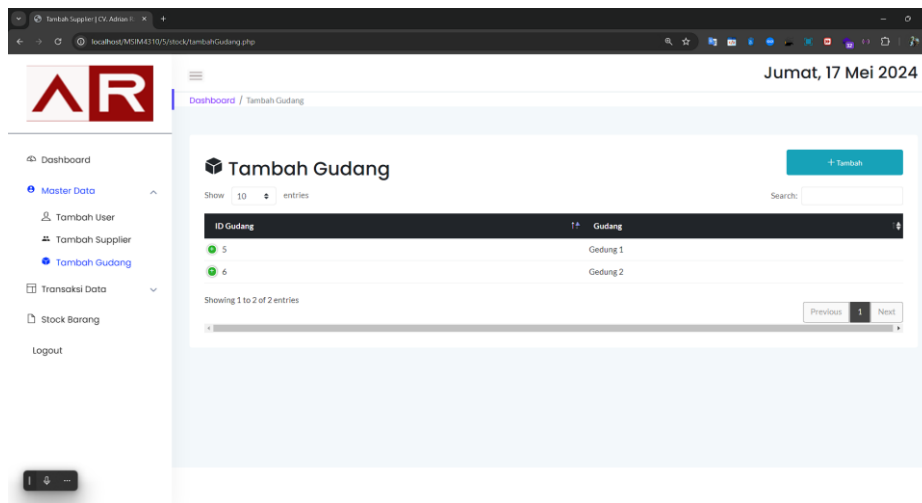 Tambah Supplier | CV. Adrian
localhost/MSIM4310/5/stock/tambahGudang.php
AR
Jumat, 17 Mei 2024
Dashboard / Tambah Gudang
Dashboard
Master Data
Tambah User
Tambah Supplier
Tambah Gudang
Transaksi Data
Stock Barang
Logout
Tambah Gudang
+ Tambah
Show 10 entries
Search:
ID Gudang Gudang
5 Gedung 1
6 Gedung 2
Showing 1 to 2 of 2 entries
Previous 1 Next